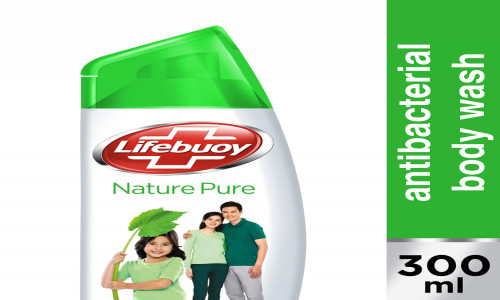 Lifebuoy
Nature Pure
antibacterial
body wash
300
ml